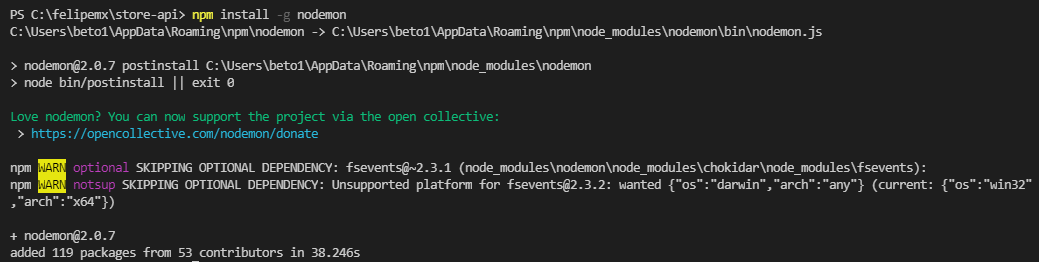 PS C:\felipemx\store-api> npm install -g nodemon
C:\Users\beto1\AppData\Roaming\npm\nodemon -> C:\Users\beto1\AppData\Roaming\npm\node_modules\nodemon\bin\nodemon.js
> nodemon@2.0.7 postinstall C:\Users\beto1\AppData\Roaming\npm\node_modules\nodemon
> node bin/postinstall || exit 0
Love nodemon? You can now support the project via the open collective:
> https://opencollective.com/nodemon/donate
npm WARN optional SKIPPING OPTIONAL DEPENDENCY: fsevents@~2.3.1 (node_modules\nodemon\node_modules\chokidar\node_modules\fsevents):
npm WARN notsup SKIPPING OPTIONAL DEPENDENCY: Unsupported platform for fsevents@2.3.2: wanted {"os":"darwin","arch":"any"} (current: {"os":"win32"
,"arch":"x64"})
+ nodemon@2.0.7
added 119 packages from 53 contributors in 38.246s